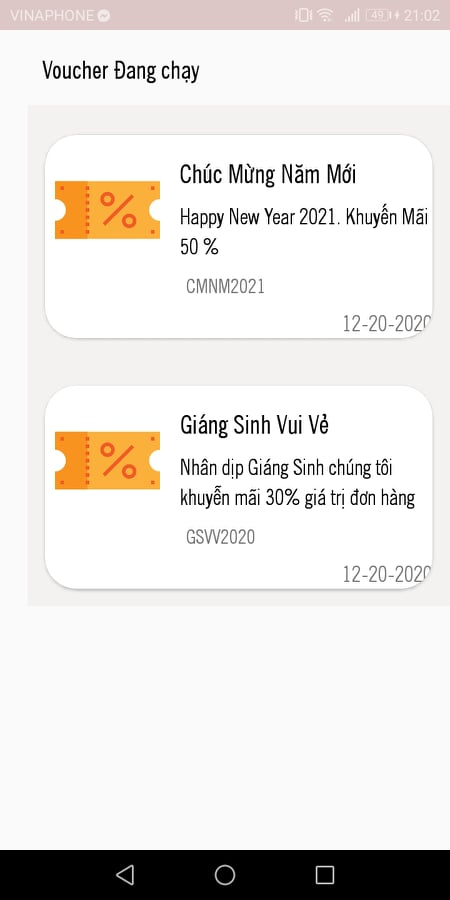 VINAPHONE
49 21:02
Voucher Đang chạy
Chúc Mừng Năm Mới
Happy New Year 2021. Khuyến Mãi
50 %
CMNM2021
12-20-2020
Giáng Sinh Vui Vẻ
Nhân dịp Giáng Sinh chúng tôi
khuyễn mãi 30% giá trị đơn hàng
GSVV2020
12-20-2020